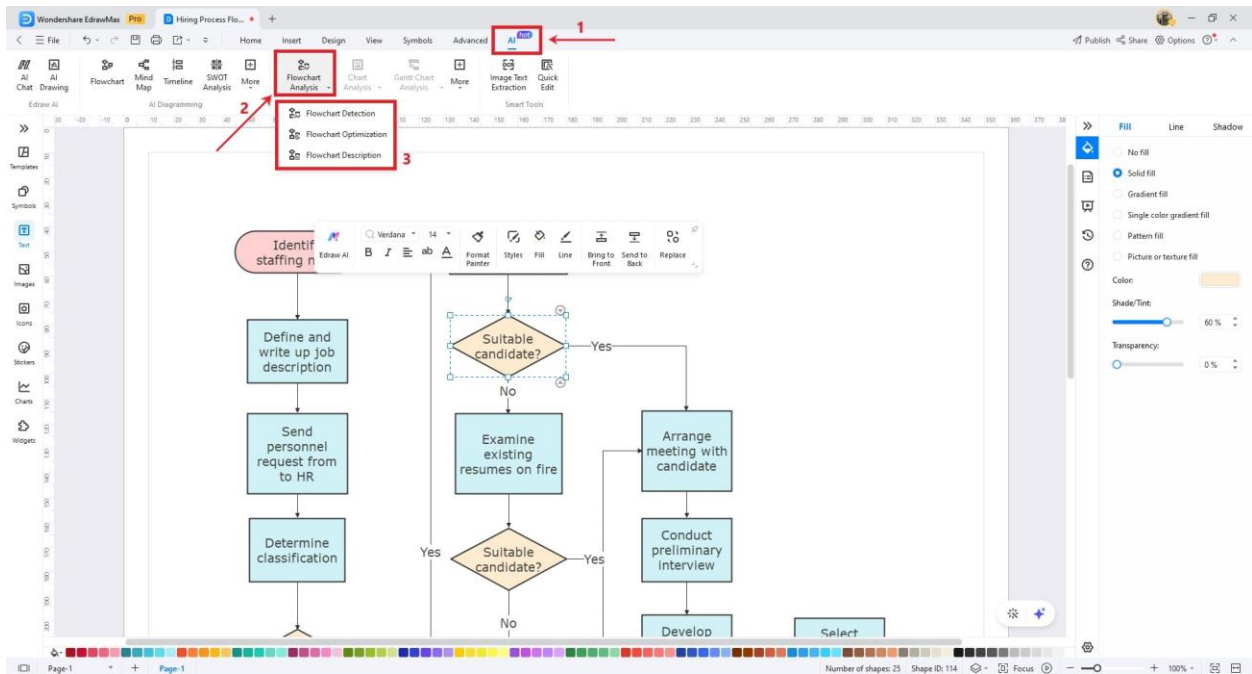 Wondershare EdrawMax Pro Hiring Process Flo...
File Home Insert Design View Symbols Advanced AI hot 1 Publish Share Options
AI Chat
AI Drawing
Flowchart
Mind Map
Timeline
SWOT Analysis
More
Flowchart Analysis
Chart Analysis
Gantt Chart Analysis
More
Image Text Extraction
Quick Edit
Edraw AI AI Diagramming Smart Tools
2
Flowchart Detection
Flowchart Optimization
Flowchart Description
3
Templates
Symbols
Text
Images
Icons
Stickers
Charts
Widgets
Verdana 14
Edraw AI B I ab A Format Painter Styles Fill Line Bring to Front Send to Back Replace
Identif
staffing n
Define and
write up job
description
Send
personnel
request from
to HR
Determine
classification
Yes
Suitable
candidate?
Yes
No
Examine
existing
resumes on fire
Suitable
candidate?
Yes
No
Arrange
meeting with
candidate
Conduct
preliminary
interview
Develop
Select
Fill Line Shadow
No fill
Solid fill
Gradient fill
Single color gradient fill
Pattern fill
Picture or texture fill
Color:
Shade/Tint:
60 %
Transparency:
0 %
Page-1 Page-1 Number of shapes: 25 Shape ID: 114 Focus 100%